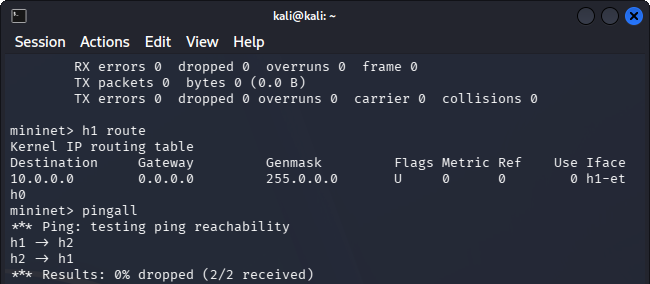 kali@kali: ~
Session Actions Edit View Help
RX errors 0 dropped 0 overruns 0 frame 0
TX packets 0 bytes 0 (0.0 B)
TX errors 0 dropped 0 overruns 0 carrier 0 collisions 0
mininet> h1 route
Kernel IP routing table
Destination Gateway Genmask Flags Metric Ref Use Iface
10.0.0.0 0.0.0.0 255.0.0.0 U 0 0 0 h1-et
h0
mininet> pingall
*** Ping: testing ping reachability
h1 -> h2
h2 -> h1
*** Results: 0% dropped (2/2 received)